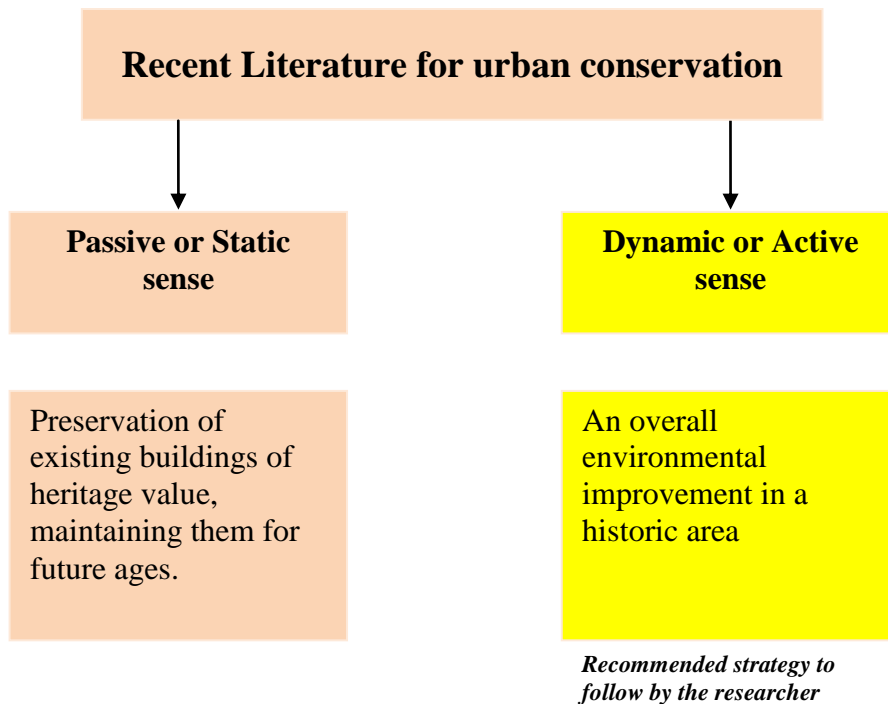 Recent Literature for urban conservation
Passive or Static
sense
Dynamic or Active
sense
Preservation of
existing buildings of
heritage value,
maintaining them for
future ages.
An overall
environmental
improvement in a
historic area
Recommended strategy to
follow by the researcher